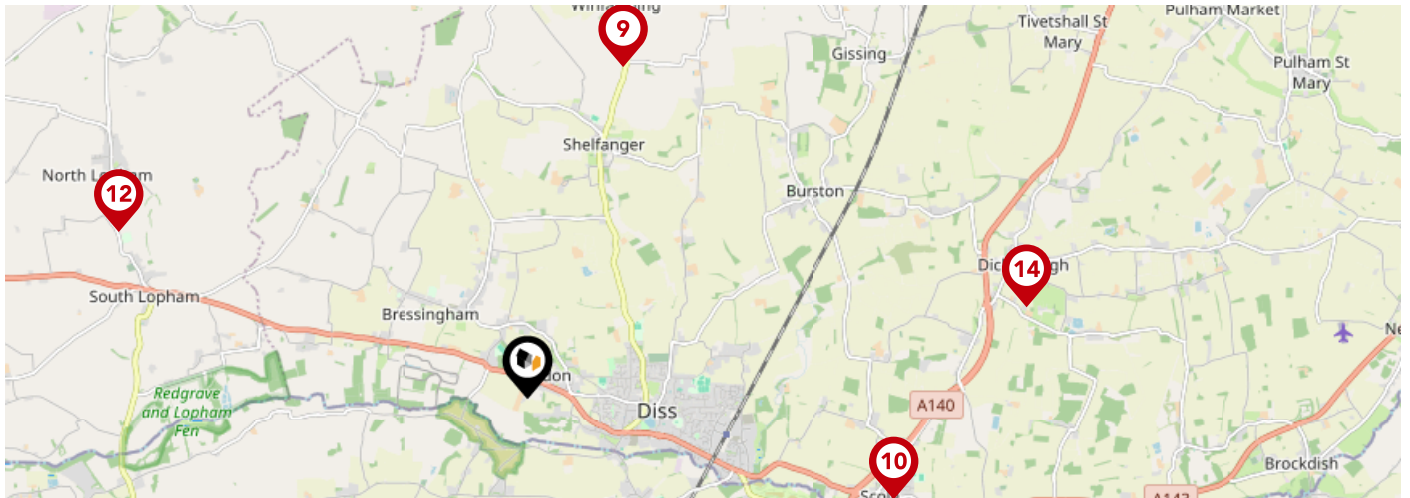 9
Tivetshall St
Mary
Pulham Market
Gissing
Pulham St
Mary
Shelfanger
North
12
Burston
14
South Lopham
Bressingham
Redgrave
and Lopham
Fen
Diss
A140
10
Brockdish